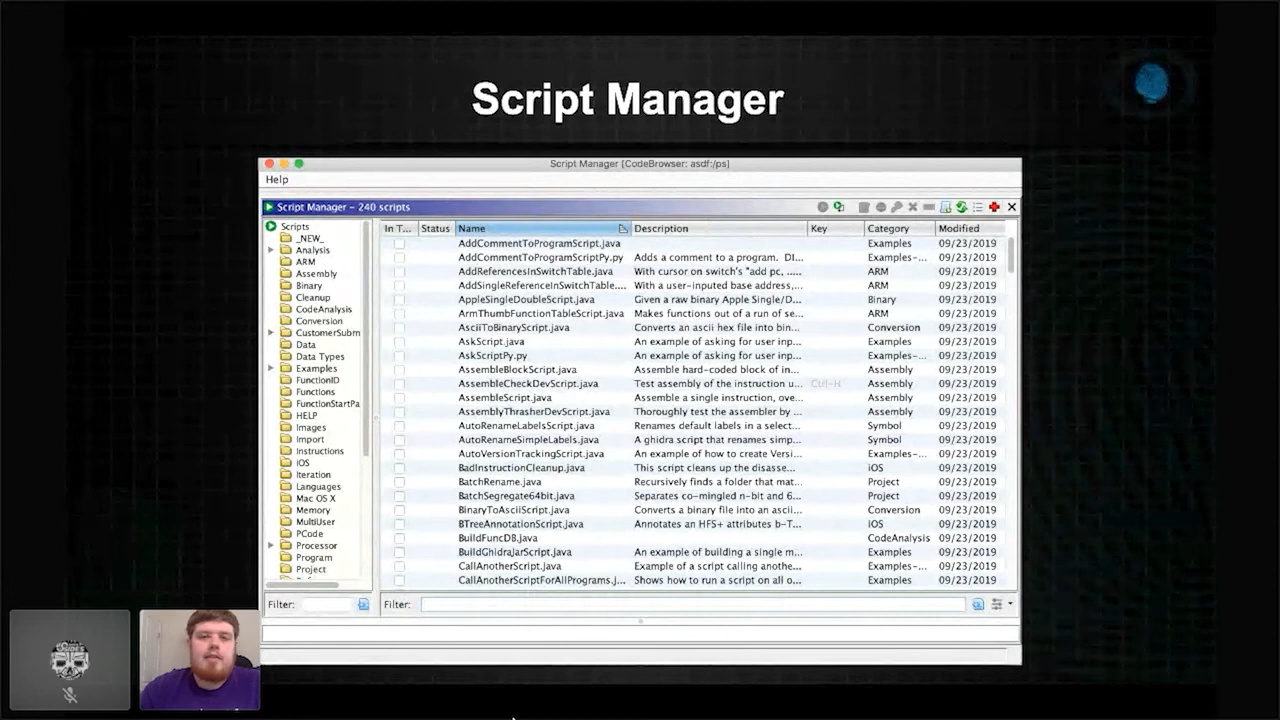 Script Manager
Script Manager [CodeBrowser: asdf:/ps]
Help
Script Manager - 240 scripts
Scripts
_NEW_
Analysis
ARM
Assembly
Binary
Cleanup
CodeAnalysis
Conversion
CustomerSubm
Data
Data Types
Examples
FunctionID
Functions
FunctionStartPa
HELP
Images
Import
Instructions
iOS
Iteration
Languages
Mac OS X
Memory
MultiUser
PCode
Processor
Program
Project
Filter:
In T... Status Name Description Key Category Modified
AddCommentToProgramScript.java Examples 09/23/2019
AddCommentToProgramScriptPy.py Adds a comment to a program. DI... Examples-... 09/23/2019
AddReferencesInSwitchTable.java With cursor on switch's "add pc, ..... ARM 09/23/2019
AddSingleReferenceInSwitchTable.... With a user-inputed base address,... ARM 09/23/2019
AppleSingleDoubleScript.java Given a raw binary Apple Single/D... Binary 09/23/2019
ArmThumbFunctionTableScript.java Makes functions out of a run of se... ARM 09/23/2019
AsciiToBinaryScript.java Converts an ascii hex file into bin... Conversion 09/23/2019
AskScript.java An example of asking for user inp... Examples 09/23/2019
AskScriptPy.py An example of asking for user inp... Examples-... 09/23/2019
AssembleBlockScript.java Assemble hard-coded block of in... Assembly 09/23/2019
AssembleCheckDevScript.java Test assembly of the instruction u... Ctrl-H Assembly 09/23/2019
AssembleScript.java Assemble a single instruction, ove... Assembly 09/23/2019
AssemblyThrasherDevScript.java Thoroughly test the assembler by ... Assembly 09/23/2019
AutoRenameLabelsScript.java Renames default labels in a select... Symbol 09/23/2019
AutoRenameSimpleLabels.java A ghidra script that renames simp... Symbol 09/23/2019
AutoVersionTrackingScript.java An example of how to create Versi... Examples-... 09/23/2019
BadInstructionCleanup.java This script cleans up the disasse... iOS 09/23/2019
BatchRename.java Recursively finds a folder that mat... Project 09/23/2019
BatchSegregate64bit.java Separates co-mingled n-bit and 6... Project 09/23/2019
BinaryToAsciiScript.java Converts a binary file into an ascii... Conversion 09/23/2019
BTreeAnnotationScript.java Annotates an HFS+ attributes b-T... iOS 09/23/2019
BuildFuncDB.java CodeAnalysis 09/23/2019
BuildGhidraJarScript.java An example of building a single m... Examples 09/23/2019
CallAnotherScript.java Example of a script calling anothe... Examples-... 09/23/2019
CallAnotherScriptForAllPrograms.j... Shows how to run a script on all o... Examples 09/23/2019
Filter: